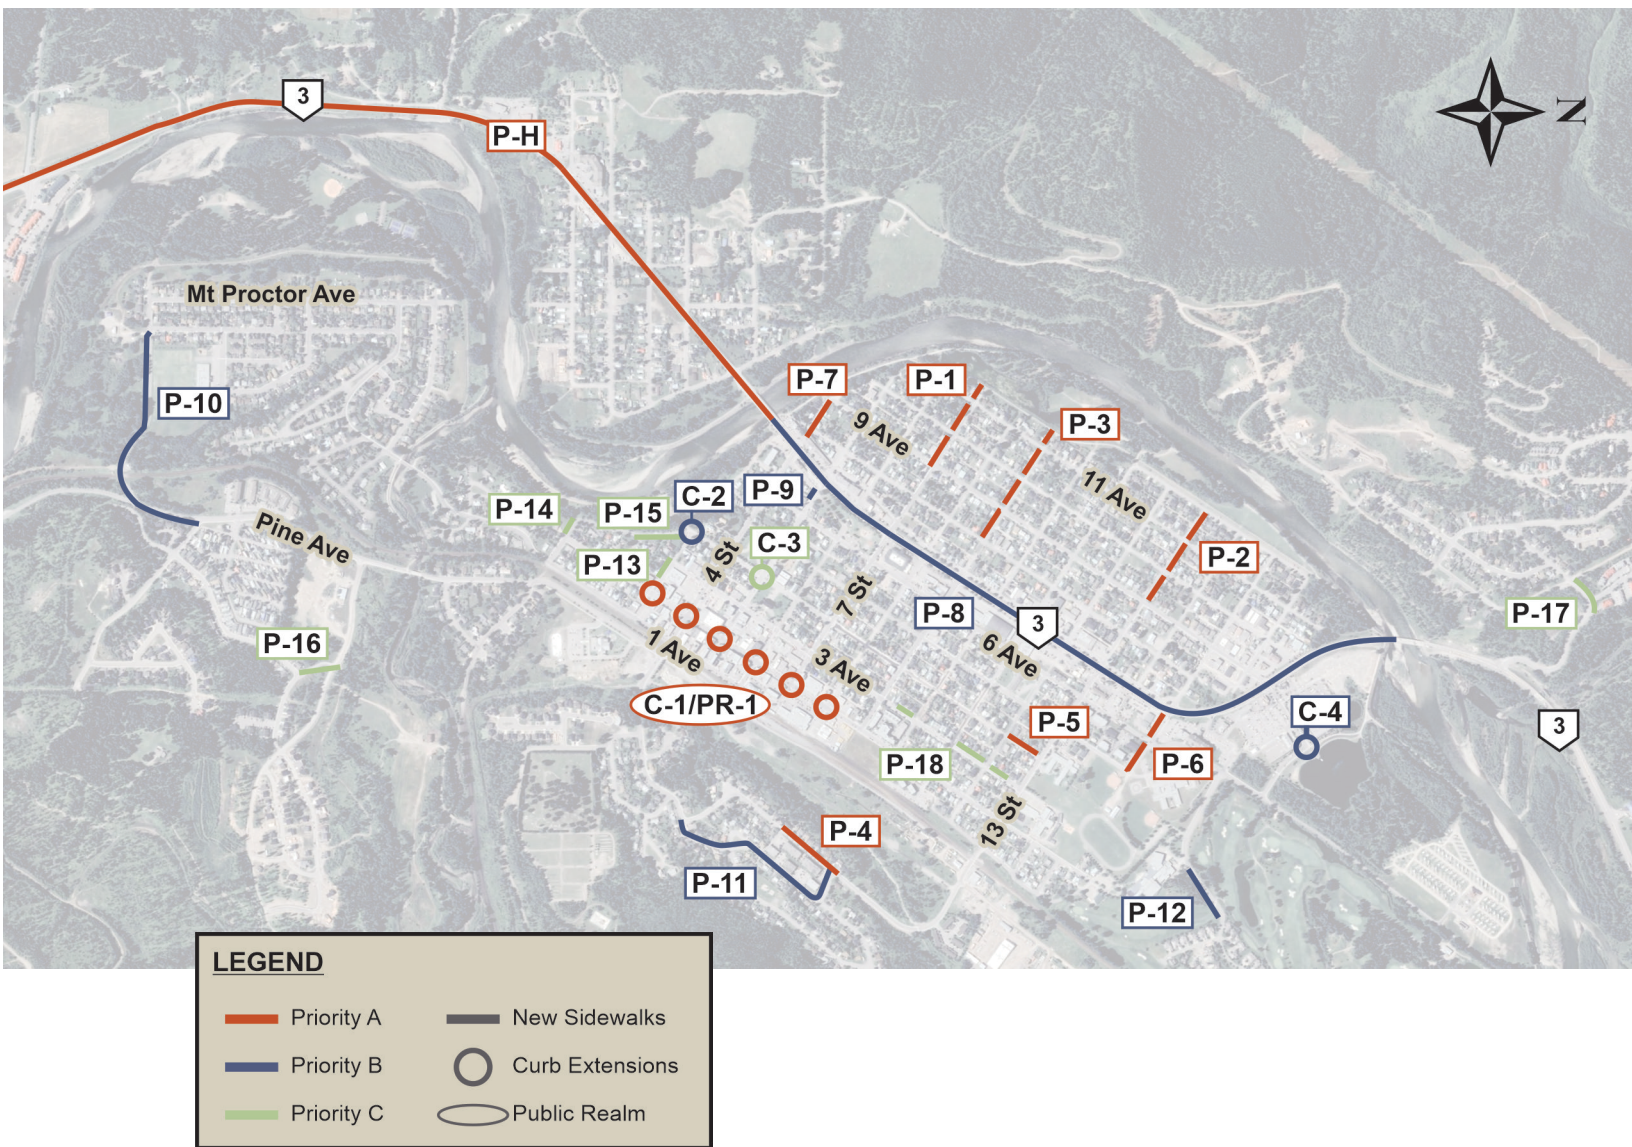 3
P-H
N
Mt Proctor Ave
P-10
P-7
P-1
P-3
9 Ave
11 Ave
P-9
C-2
P-14
P-15
Pine Ave
4 St
C-3
P-13
P-2
7 St
P-8
3
P-17
P-16
1 Ave
3 Ave
6 Ave
C-1/PR-1
P-5
C-4
3
P-18
P-6
13 St
P-4
P-11
P-12
LEGEND
Priority A
New Sidewalks
Priority B
Curb Extensions
Priority C
Public Realm